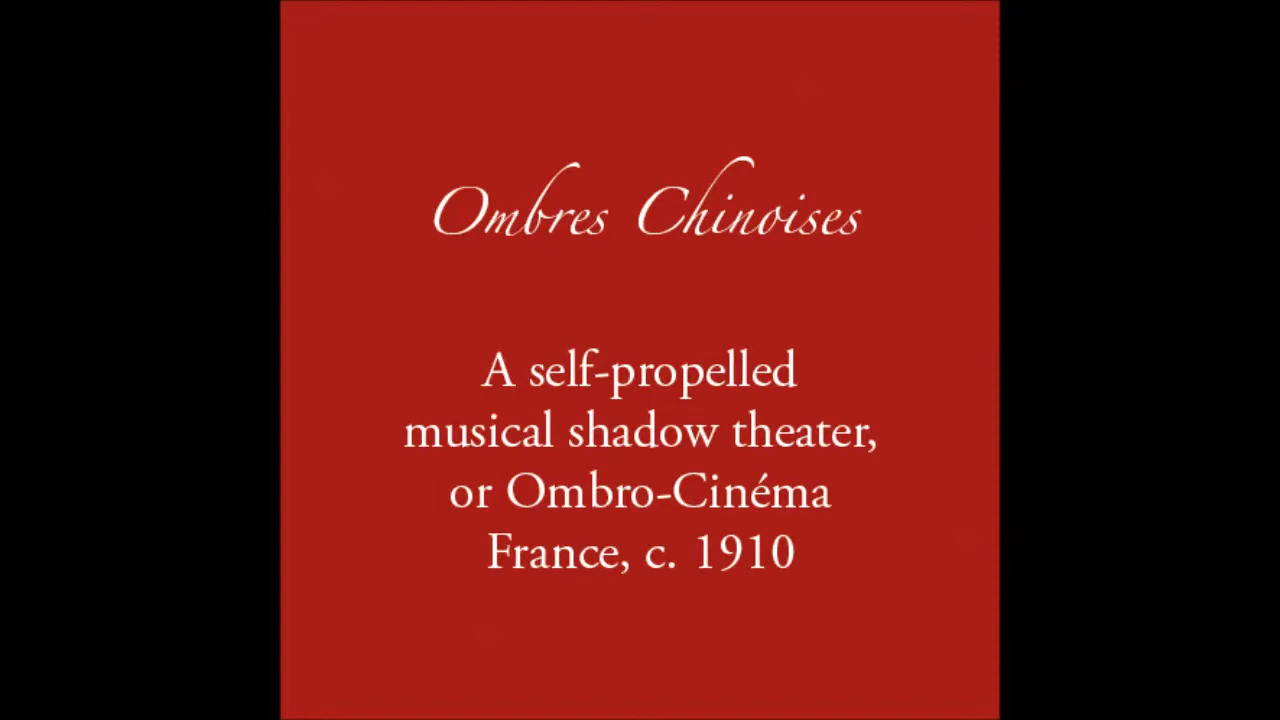 Ombres Chinoises
A self-propelled
musical shadow theater,
or Ombro-Cinéma
France, c. 1910